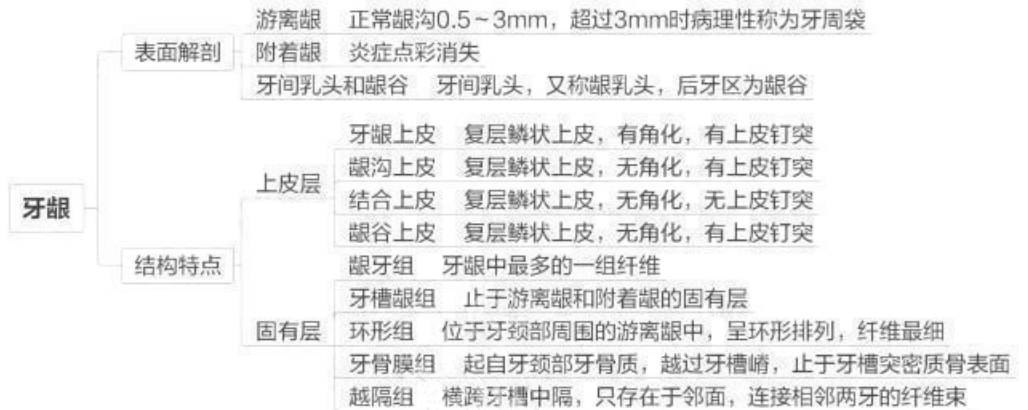 游离龈 正常龈沟0.5~3mm，超过3mm时病理性称为牙周袋
表面解剖
附着龈 炎症点彩消失
牙间乳头和龈谷 牙间乳头，又称龈乳头，后牙区为龈谷
牙龈
牙龈上皮 复层鳞状上皮，有角化，有上皮钉突
龈沟上皮 复层鳞状上皮，无角化，有上皮钉突
上皮层
结合上皮 复层鳞状上皮，无角化，无上皮钉突
龈谷上皮 复层鳞状上皮，无角化，有上皮钉突
结构特点
龈牙组 牙龈中最多的一组纤维
牙槽龈组 止于游离龈和附着龈的固有层
固有层
环形组 位于牙颈部周围的游离龈中，呈环形排列，纤维最细
牙骨膜组 起自牙颈部牙骨质，越过牙槽嵴，止于牙槽突密质骨表面
越隔组 横跨牙槽中隔，只存在于邻面，连接相邻两牙的纤维束